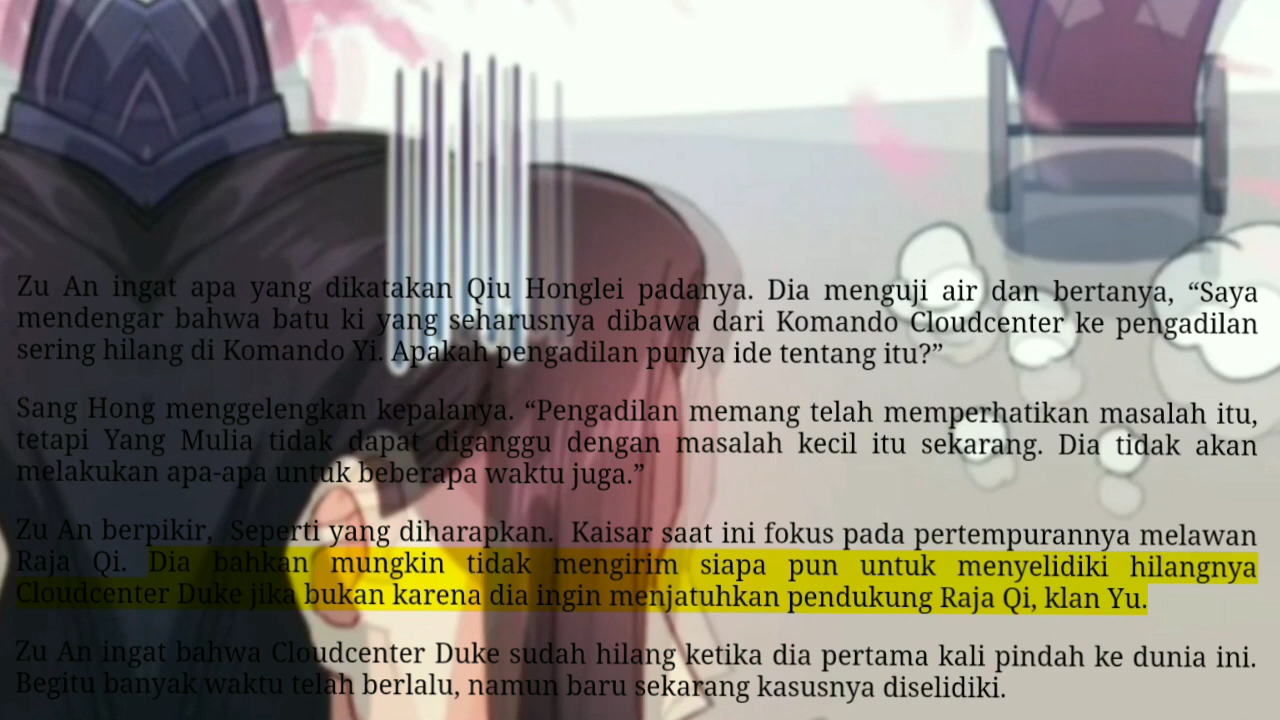 Zu An ingat apa yang dikatakan Qiu Honglei padanya. Dia menguji air dan bertanya, “Saya
mendengar bahwa batu ki yang seharusnya dibawa dari Komando Cloudcenter ke pengadilan
sering hilang di Komando Yi. Apakah pengadilan punya ide tentang itu?”
Sang Hong menggelengkan kepalanya. “Pengadilan memang telah memperhatikan masalah itu,
tetapi Yang Mulia tidak dapat diganggu dengan masalah kecil itu sekarang. Dia tidak akan
melakukan apa-apa untuk beberapa waktu juga.”
Zu An berpikir, Seperti yang diharapkan. Kaisar saat ini fokus pada pertempurannya melawan
Raja Qi. Dia bahkan mungkin tidak mengirim siapa pun untuk menyelidiki hilangnya
Cloudcenter Duke jika bukan karena dia ingin menjatuhkan pendukung Raja Qi, klan Yu.
Zu An ingat bahwa Cloudcenter Duke sudah hilang ketika dia pertama kali pindah ke dunia ini.
Begitu banyak waktu telah berlalu, namun baru sekarang kasusnya diselidiki.